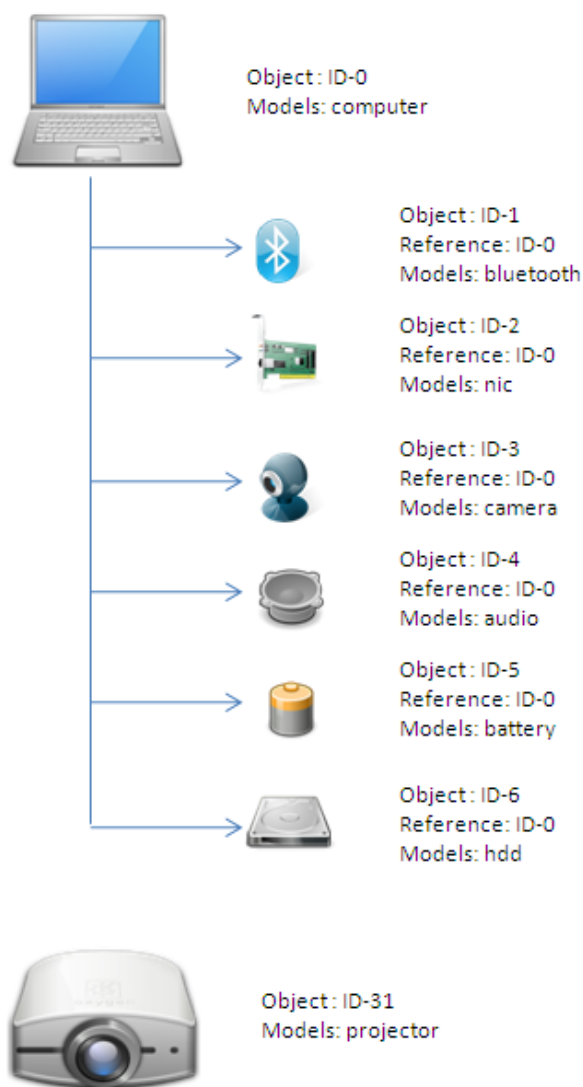 Object: ID-0
Models: computer
Object: ID-1
Reference: ID-0
Models: bluetooth
Object: ID-2
Reference: ID-0
Models: nic
Object: ID-3
Reference: ID-0
Models: camera
Object: ID-4
Reference: ID-0
Models: audio
Object: ID-5
Reference: ID-0
Models: battery
Object: ID-6
Reference: ID-0
Models: hdd
Object: ID-31
Models: projector